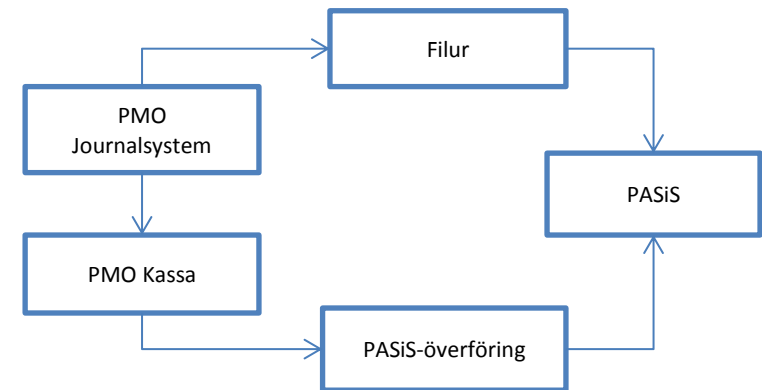 Filur
PMO
Journalsystem
PASiS
PMO Kassa
PASiS-överföring